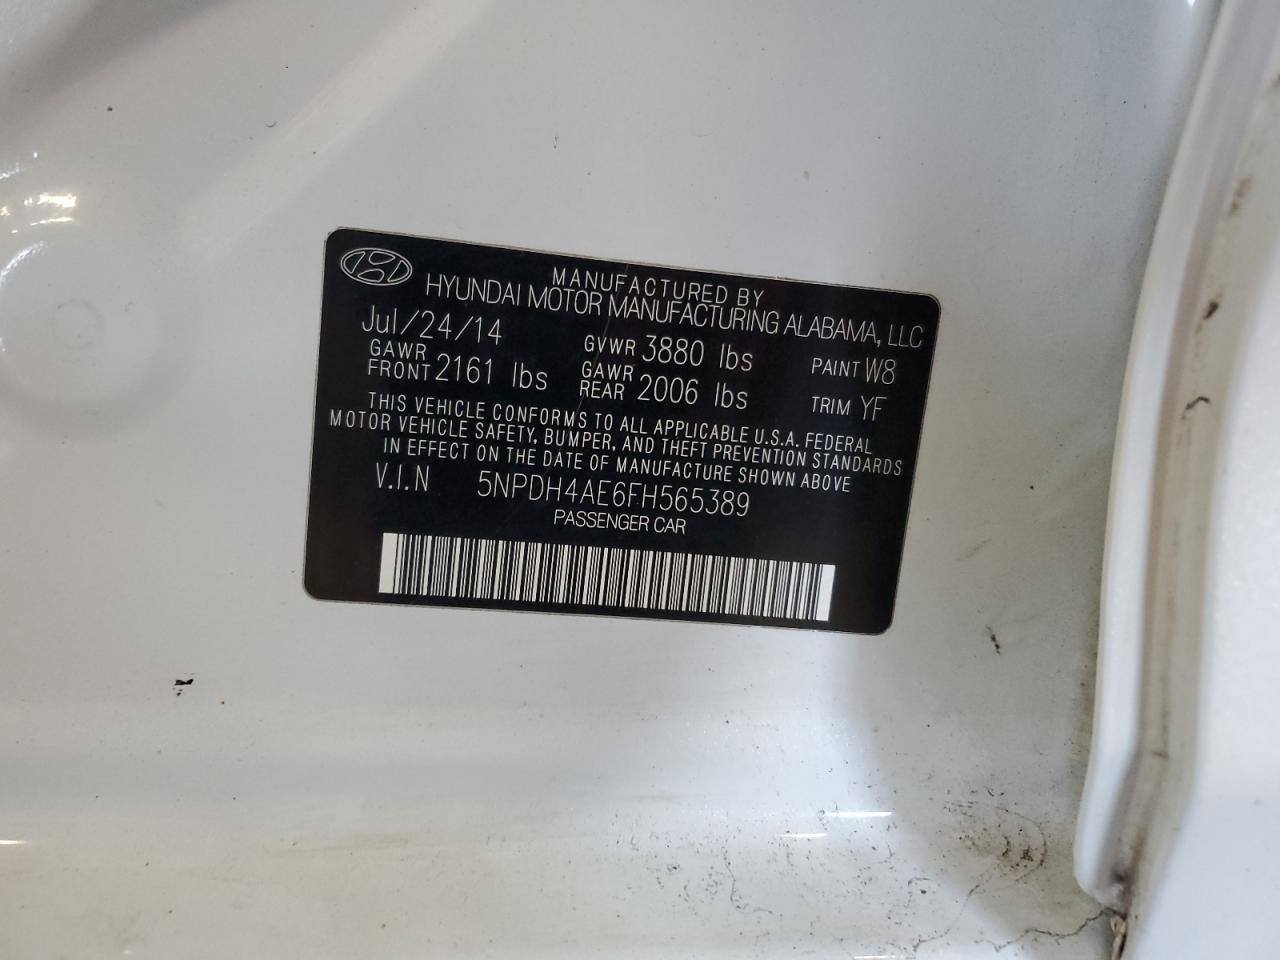 MANUFACTURED BY
HYUNDAI MOTOR MANUFACTURING ALABAMA, LLC
Jul/24/14 GVWR 3880 lbs PAINT W8
GAWR FRONT 2161 lbs GAWR REAR 2006 lbs TRIM YF
THIS VEHICLE CONFORMS TO ALL APPLICABLE U.S.A. FEDERAL
MOTOR VEHICLE SAFETY, BUMPER, AND THEFT PREVENTION STANDARDS
IN EFFECT ON THE DATE OF MANUFACTURE SHOWN ABOVE
V.I.N 5NPDH4AE6FH565389
PASSENGER CAR